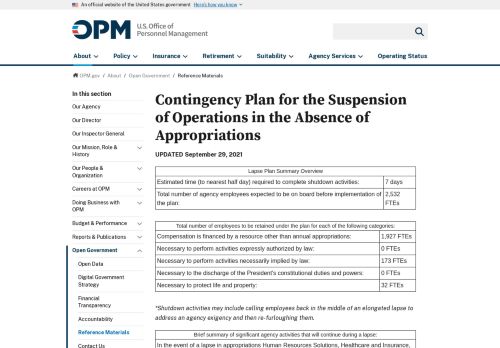 An official website of the United States government Here's how you know
OPM U.S. Office of
Personnel Management
About Policy Insurance Retirement Suitability Agency Services Operating Status
OPM.gov / About / Open Government / Reference Materials
In this section
Our Agency
Our Director
Our Inspector General
Our Mission, Role &
History
Our People &
Organization
Careers at OPM
Doing Business with
OPM
Budget & Performance
Reports & Publications
Open Government
Open Data
Digital Government
Strategy
Financial
Transparency
Accountability
Reference Materials
Contact Us
Contingency Plan for the Suspension
of Operations in the Absence of
Appropriations
UPDATED September 29, 2021
Lapse Plan Summary Overview
Estimated time (to nearest half day) required to complete shutdown activities: 7 days
Total number of agency employees expected to be on board before implementation of 2,532
the plan: FTEs
Total number of employees to be retained under the plan for each of the following categories:
Compensation is financed by a resource other than annual appropriations: 1,927 FTEs
Necessary to perform activities expressly authorized by law: 0 FTEs
Necessary to perform activities necessarily implied by law: 173 FTEs
Necessary to the discharge of the President's constitutional duties and powers: 0 FTEs
Necessary to protect life and property: 32 FTEs
*Shutdown activities may include calling employees back in the middle of an elongated lapse to
address an agency exigency and then re-furloughing them.
Brief summary of significant agency activities that will continue during a lapse:
In the event of a lapse in appropriations Human Resources Solutions, Healthcare and Insurance,